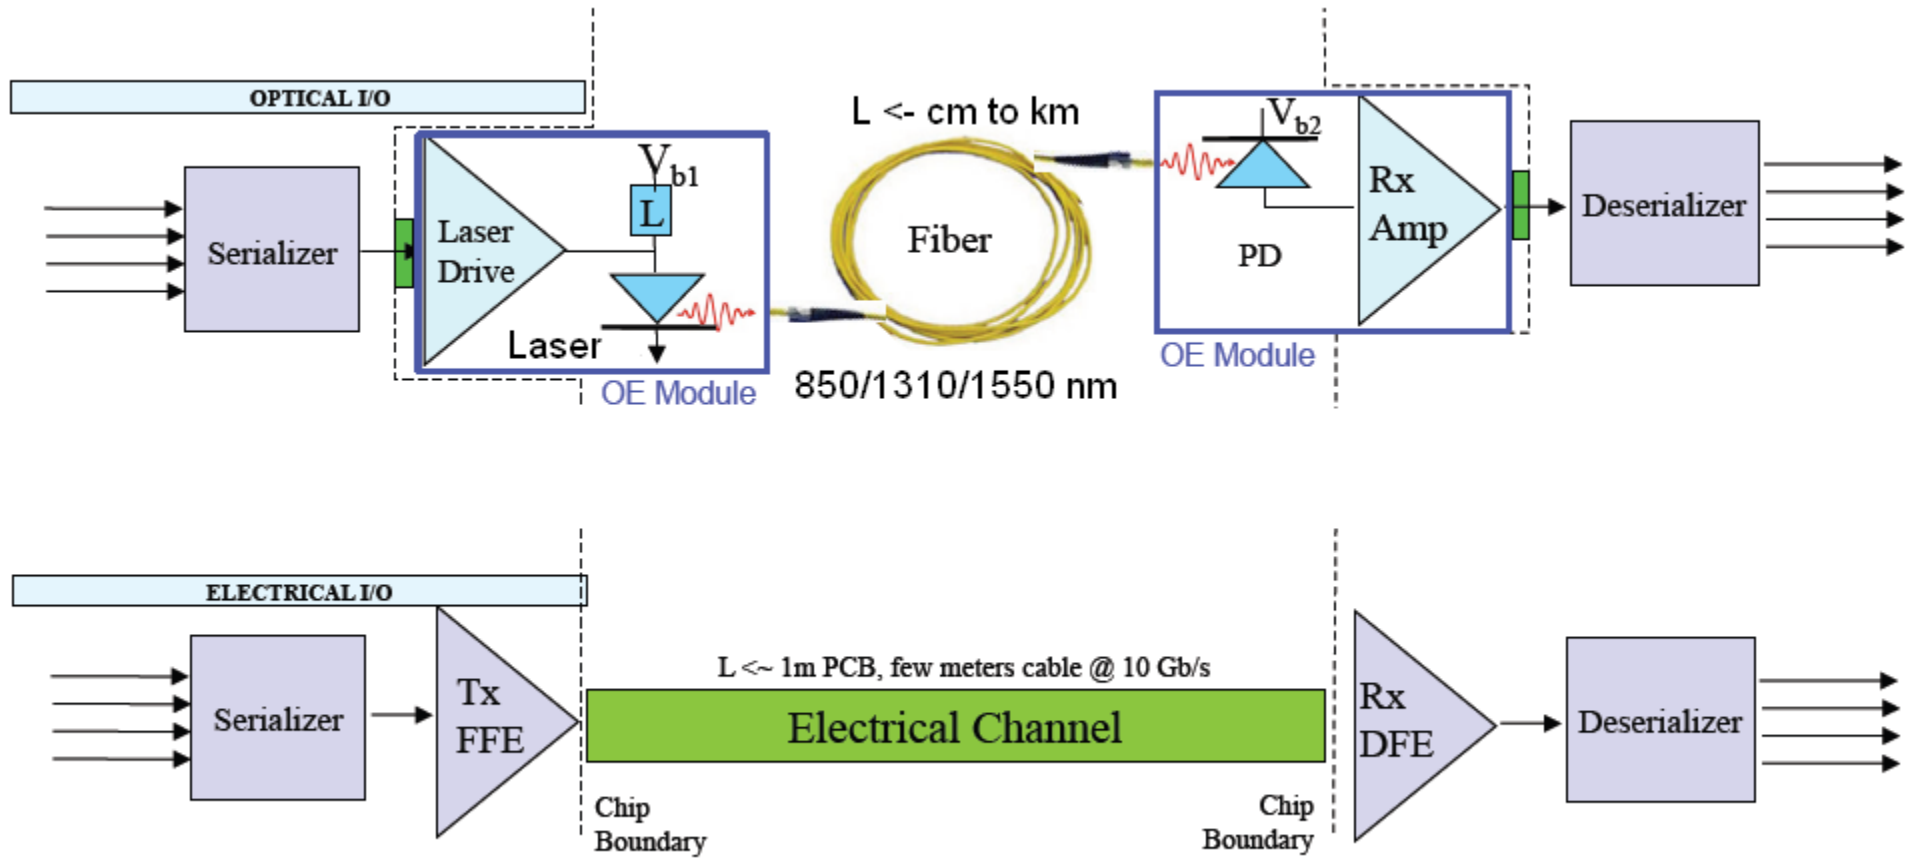 OPTICAL I/O
Serializer
Laser
Drive
V
b1
L
Laser
OE Module
L <- cm to km
Fiber
850/1310/1550 nm
V
b2
PD
Rx
Amp
OE Module
Deserializer
ELECTRICAL I/O
Serializer
Tx
FFE
L <~ 1m PCB, few meters cable @ 10 Gb/s
Electrical Channel
Chip
Boundary
Chip
Boundary
Rx
DFE
Deserializer